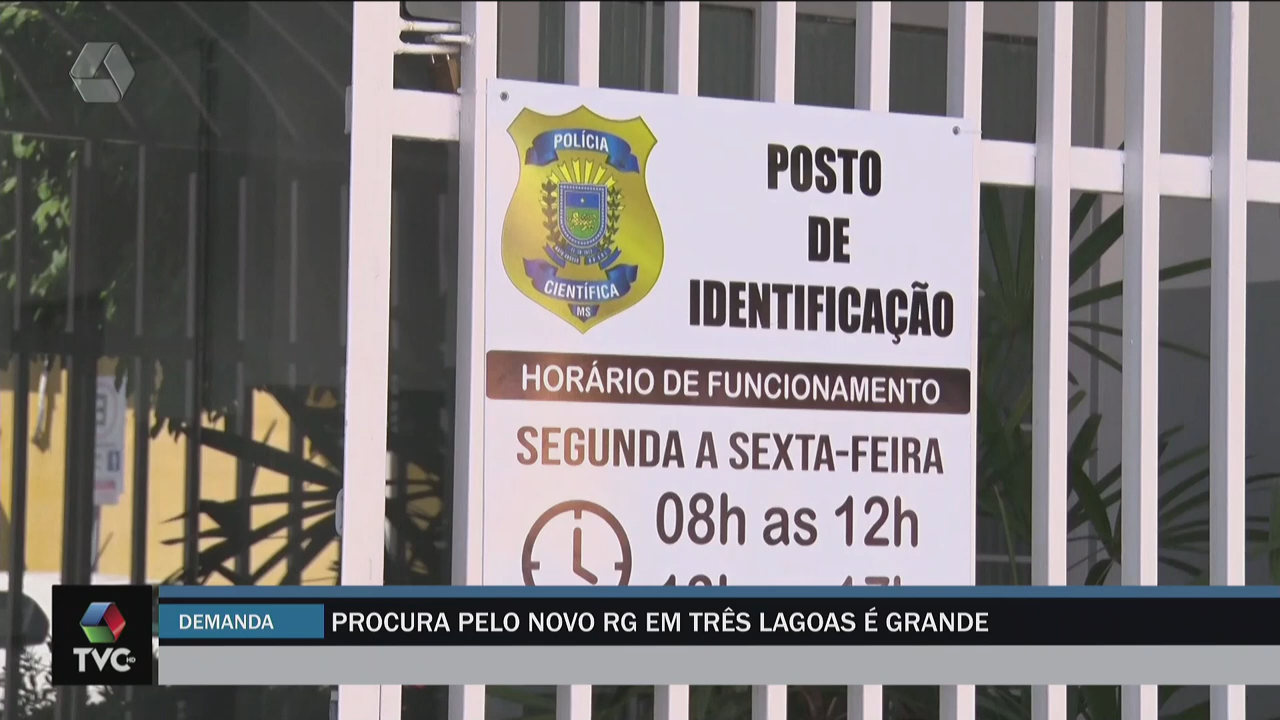 POLÍCIA
CIENTÍFICA
MS
POSTO
DE
IDENTIFICAÇÃO
HORÁRIO DE FUNCIONAMENTO
SEGUNDA A SEXTA-FEIRA
08h as 12h
DEMANDA
PROCURA PELO NOVO RG EM TRÊS LAGOAS É GRANDE
TVC HD